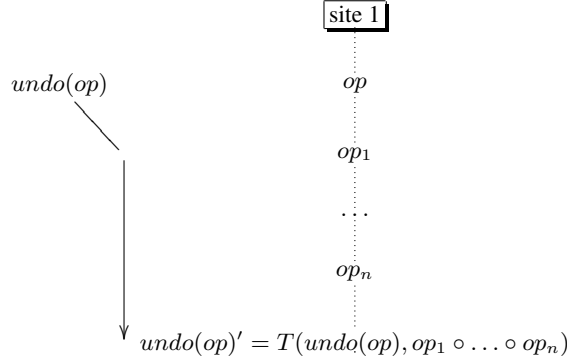 site 1
undo(op)
op
op₁
...
opₙ
undo(op)′ = T(undo(op), op₁ ∘ … ∘ opₙ)